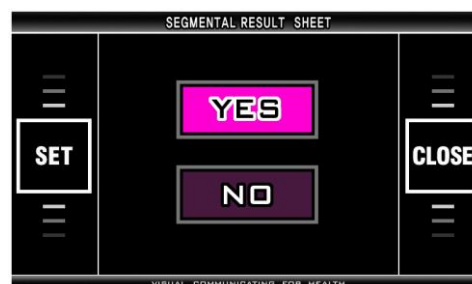 SEGMENTAL RESULT SHEET
YES
SET
CLOSE
NO
VISUAL COMMUNICATING FOR HEALTH